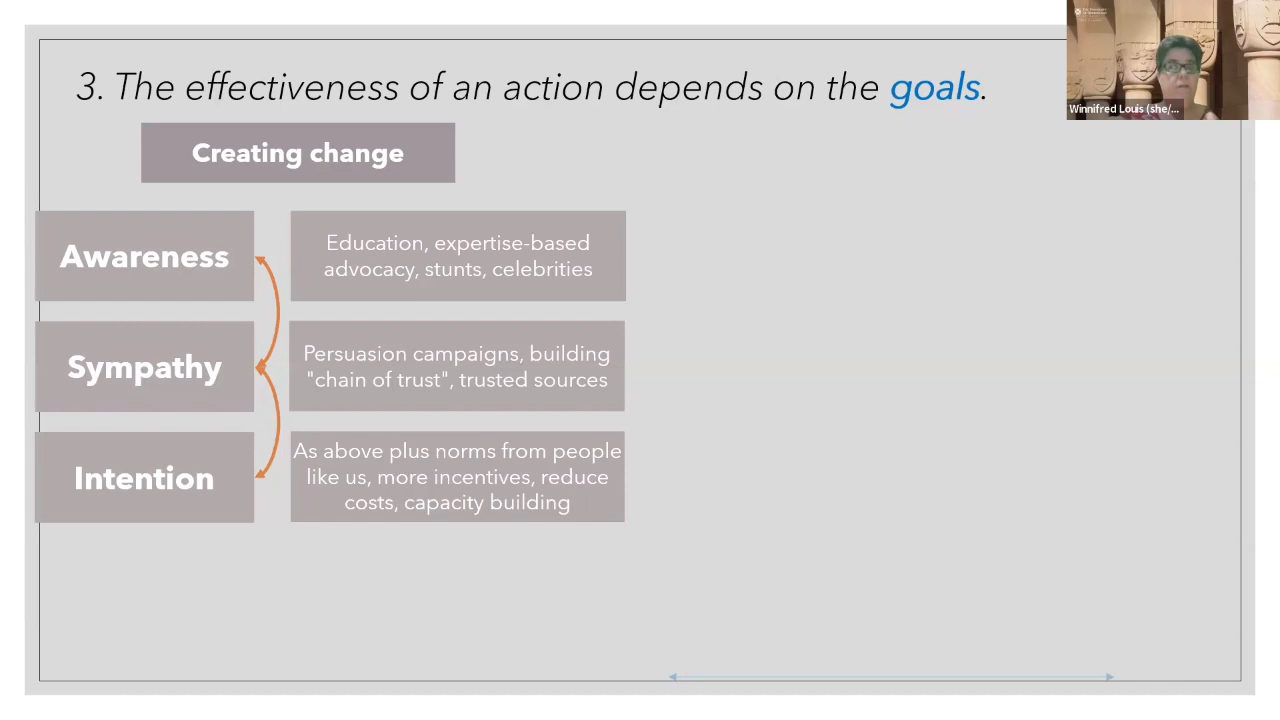 3. The effectiveness of an action depends on the goals.
Creating change
Awareness
Education, expertise-based
advocacy, stunts, celebrities
Sympathy
Persuasion campaigns, building
"chain of trust", trusted sources
Intention
As above plus norms from people
like us, more incentives, reduce
costs, capacity building
Winnifred Louis (she/...